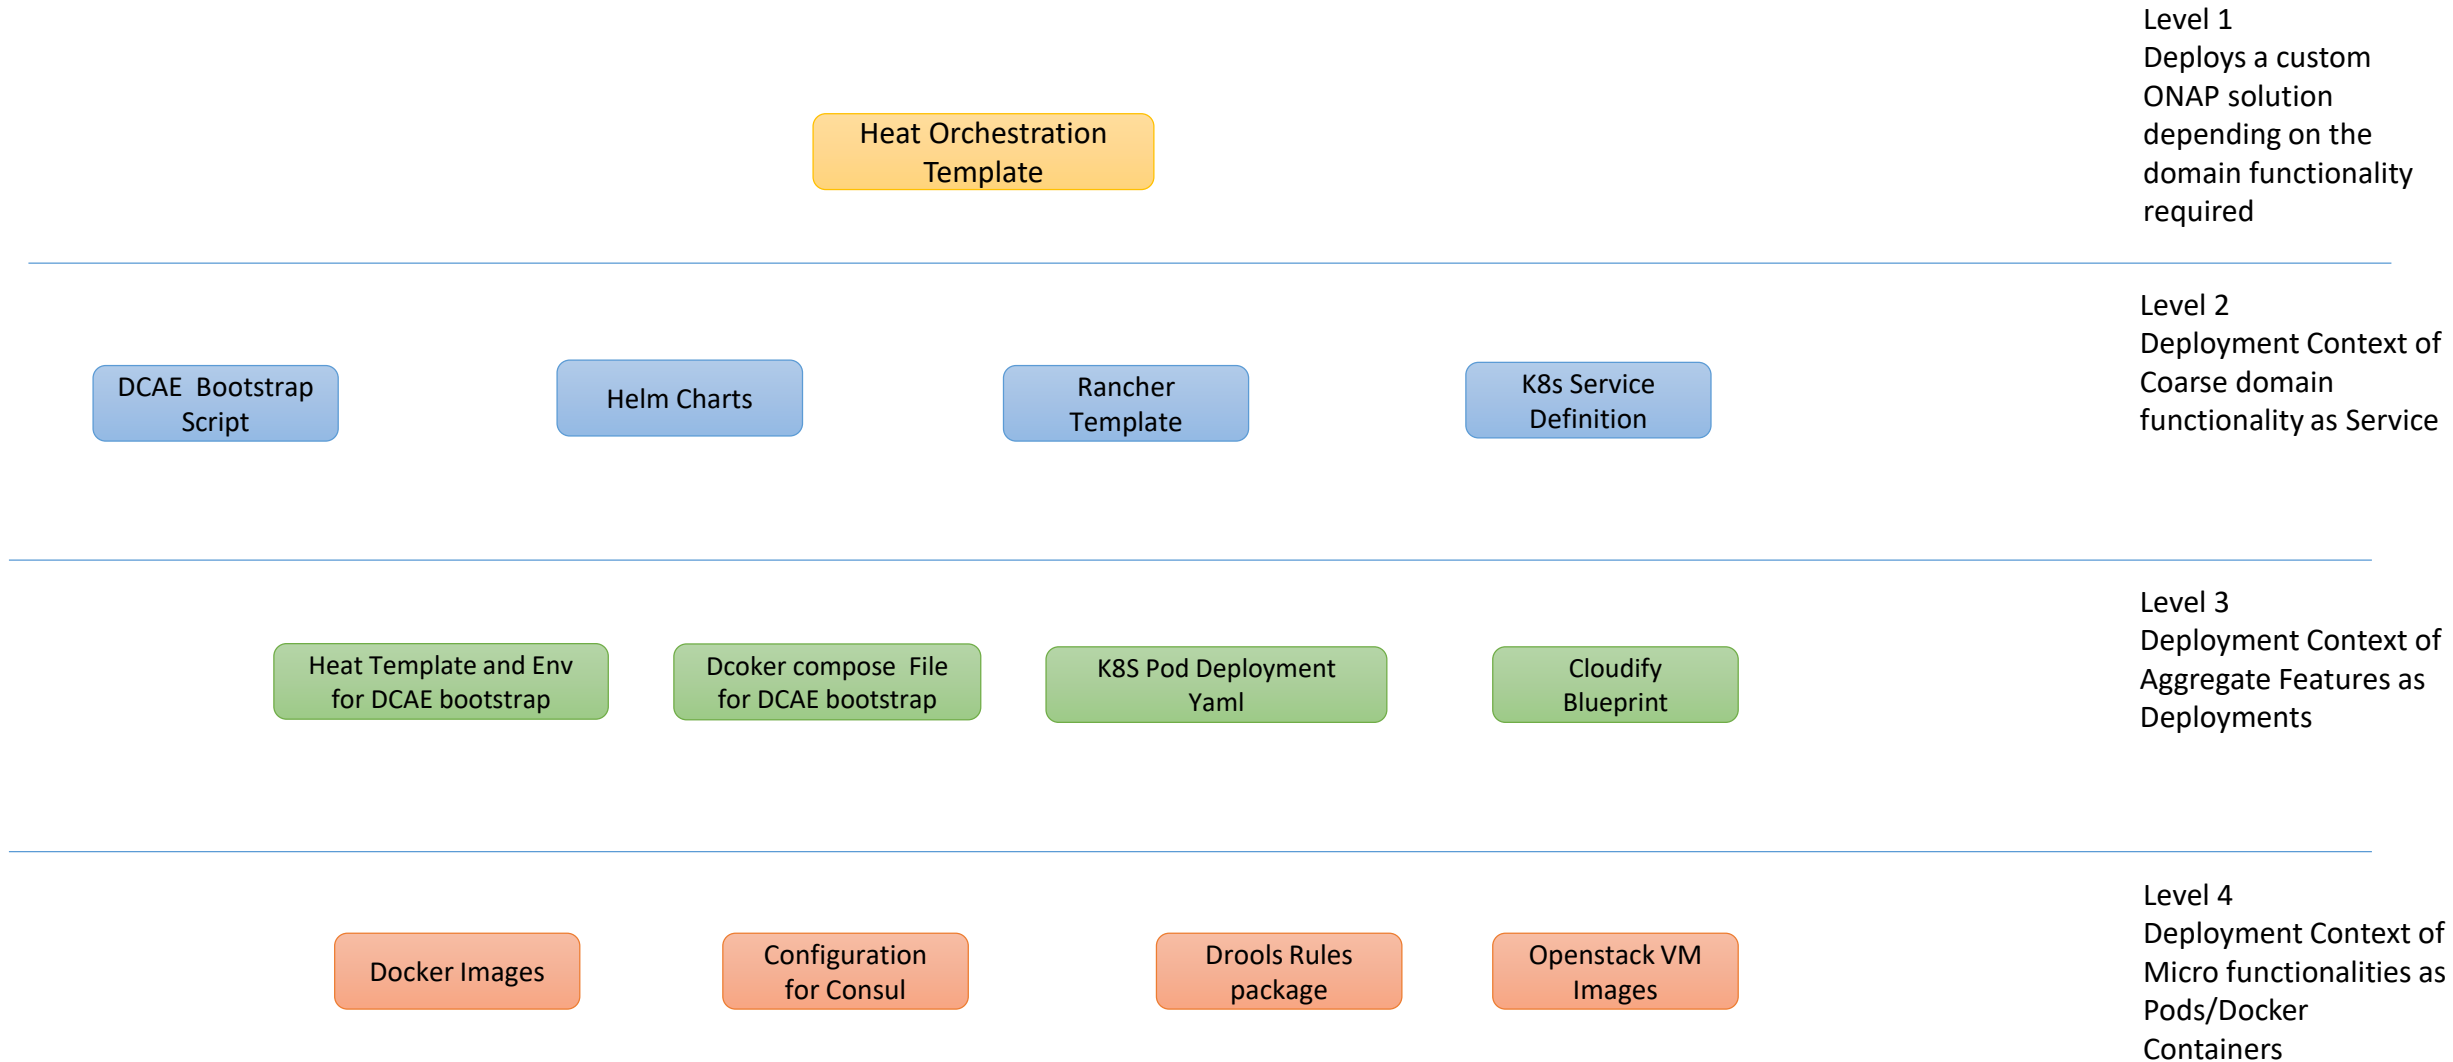 Level 1
Deploys a custom
ONAP solution
depending on the
domain functionality
required
Heat Orchestration
Template
Level 2
Deployment Context of
Coarse domain
functionality as Service
DCAE  Bootstrap
Script
Helm Charts
Rancher
Template
K8s Service
Definition
Level 3
Deployment Context of
Aggregate Features as
Deployments
Heat Template and Env
for DCAE bootstrap
Dcoker compose  File
for DCAE bootstrap
K8S Pod Deployment
Yaml
Cloudify
Blueprint
Level 4
Deployment Context of
Micro functionalities as
Pods/Docker
Containers
Docker Images
Configuration
for Consul
Drools Rules
package
Openstack VM
Images